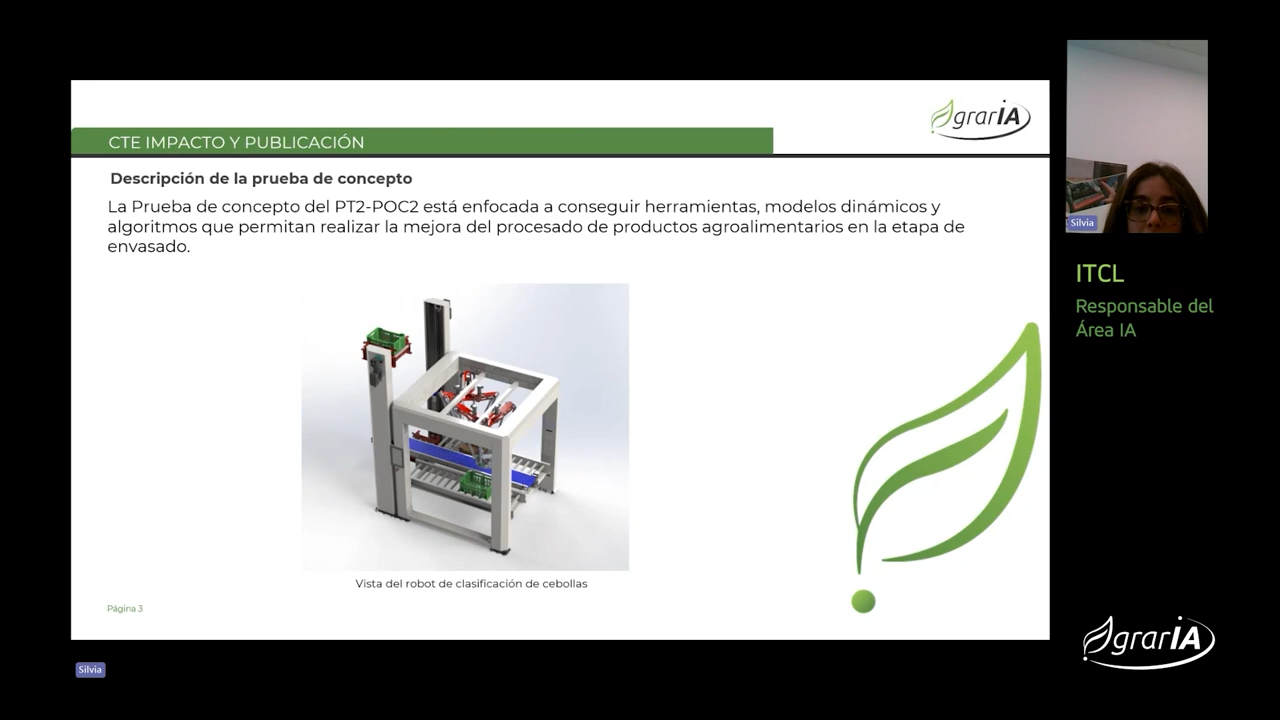 AgrarIA
CTE IMPACTO Y PUBLICACIÓN
Descripción de la prueba de concepto
La Prueba de concepto del PT2-POC2 está enfocada a conseguir herramientas, modelos dinámicos y
algoritmos que permitan realizar la mejora del procesado de productos agroalimentarios en la etapa de
envasado.
Vista del robot de clasificación de cebollas
Página 3
Silvia
Silvia
ITCL
Responsable del
Área IA
AgrarIA